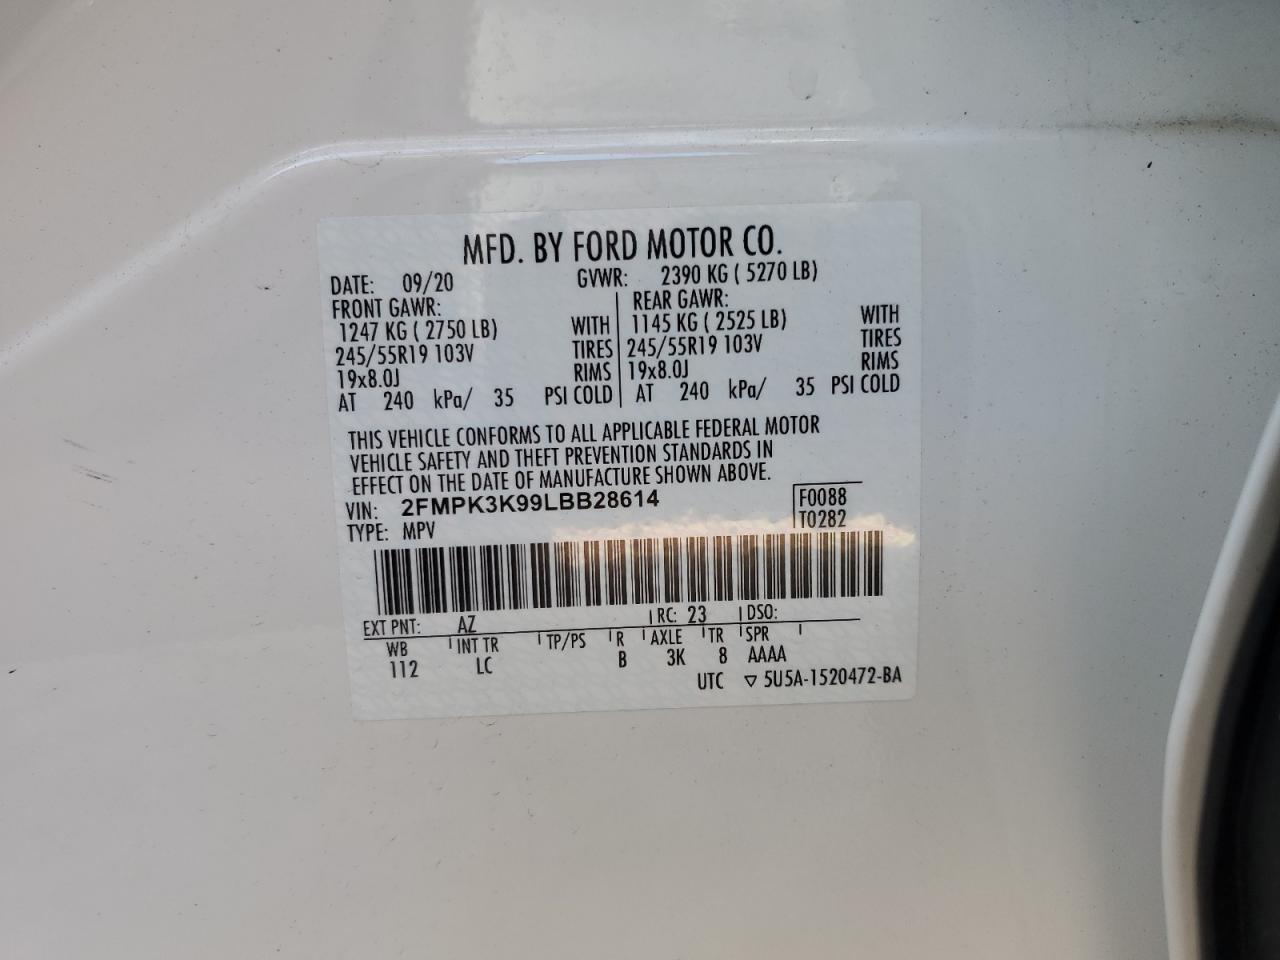 MFD. BY FORD MOTOR CO.
DATE: 09/20 GVWR: 2390 KG ( 5270 LB)
FRONT GAWR: REAR GAWR:
1247 KG ( 2750 LB) WITH 1145 KG ( 2525 LB) WITH
245/55R19 103V TIRES 245/55R19 103V TIRES
19x8.0J RIMS 19x8.0J RIMS
AT 240 kPa/ 35 PSI COLD AT 240 kPa/ 35 PSI COLD
THIS VEHICLE CONFORMS TO ALL APPLICABLE FEDERAL MOTOR
VEHICLE SAFETY AND THEFT PREVENTION STANDARDS IN
EFFECT ON THE DATE OF MANUFACTURE SHOWN ABOVE.
VIN: 2FMPK3K99LBB28614 F0088
TYPE: MPV T0282
EXT PNT: AZ RC: 23 DSO:
WB INT TR TP/PS R AXLE TR SPR
112 LC B 3K 8 AAAA
UTC ▽ 5U5A-1520472-BA